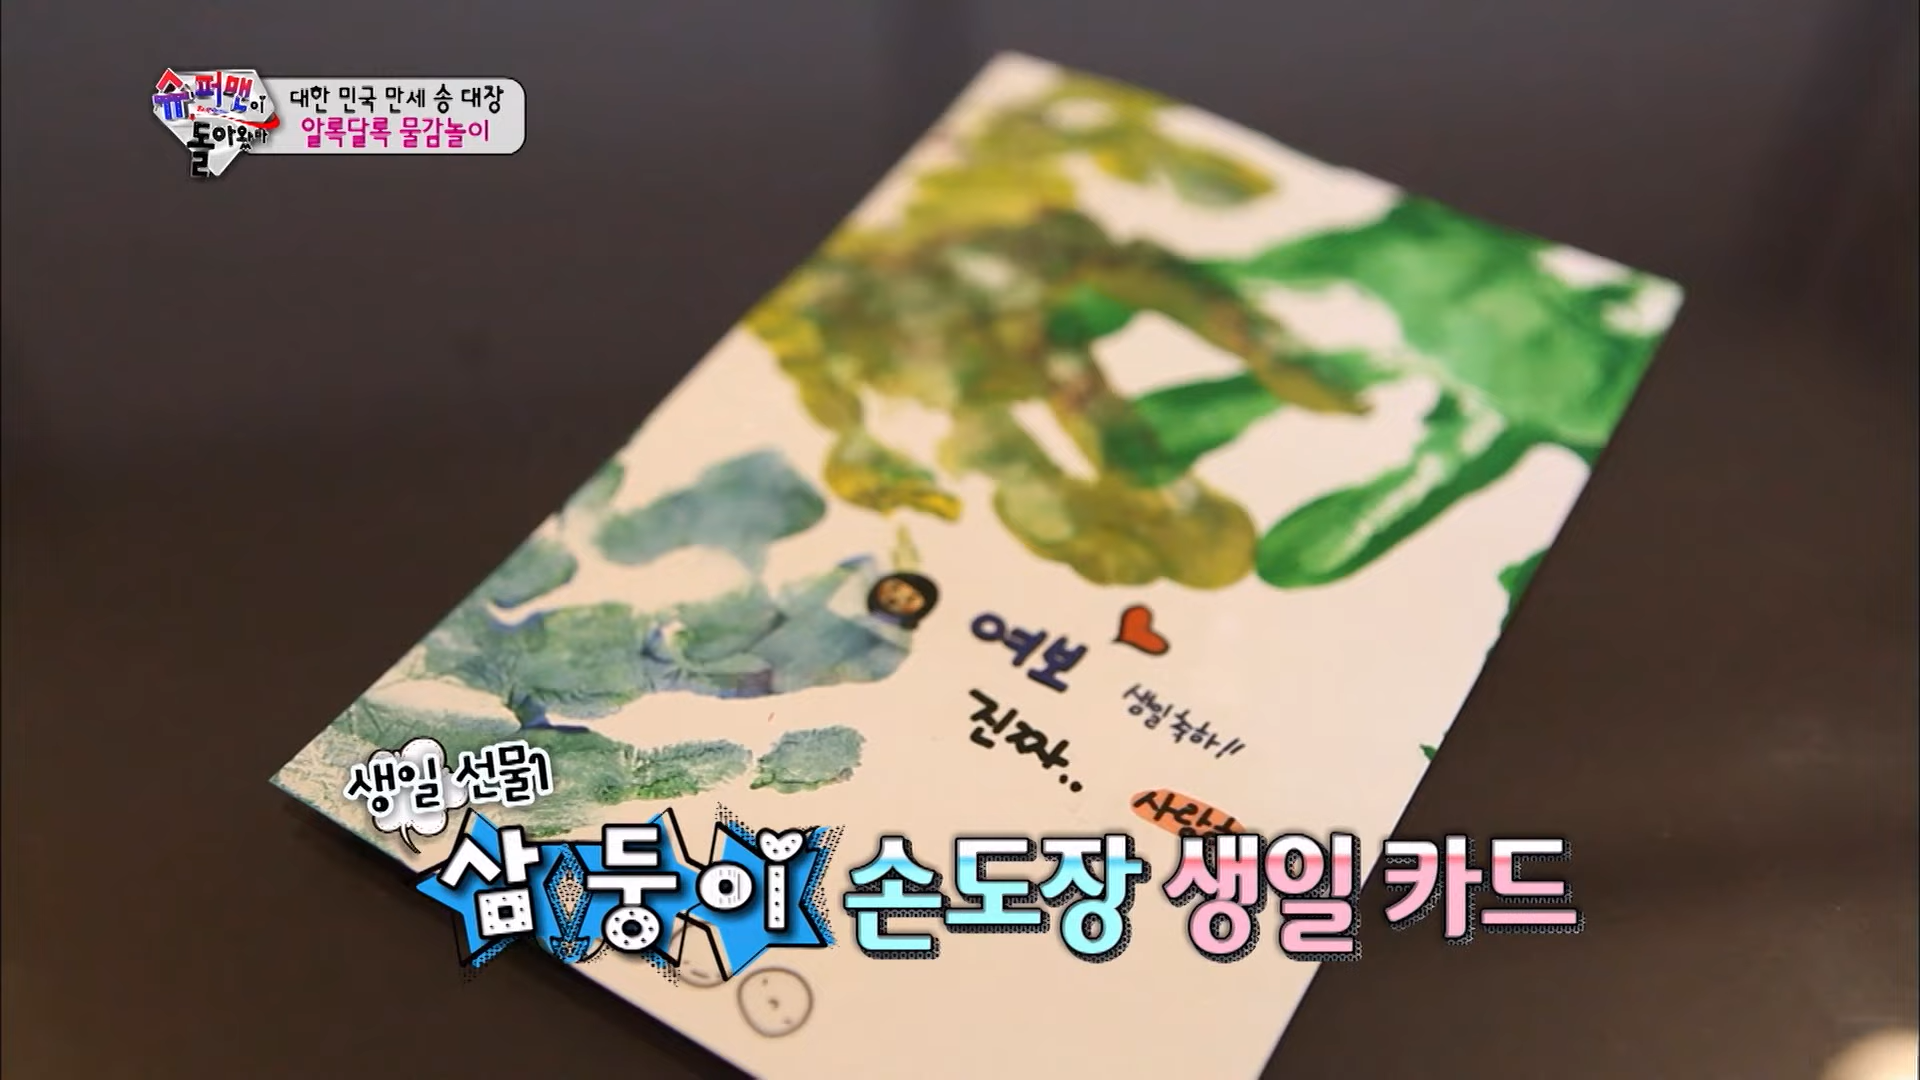 슈퍼맨이
돌아왔다
대한 민국 만세 송 대장
알록달록 물감놀이
여보
생일 축하!!
진짜..
생일 선물1
삼둥이 손도장 생일 카드